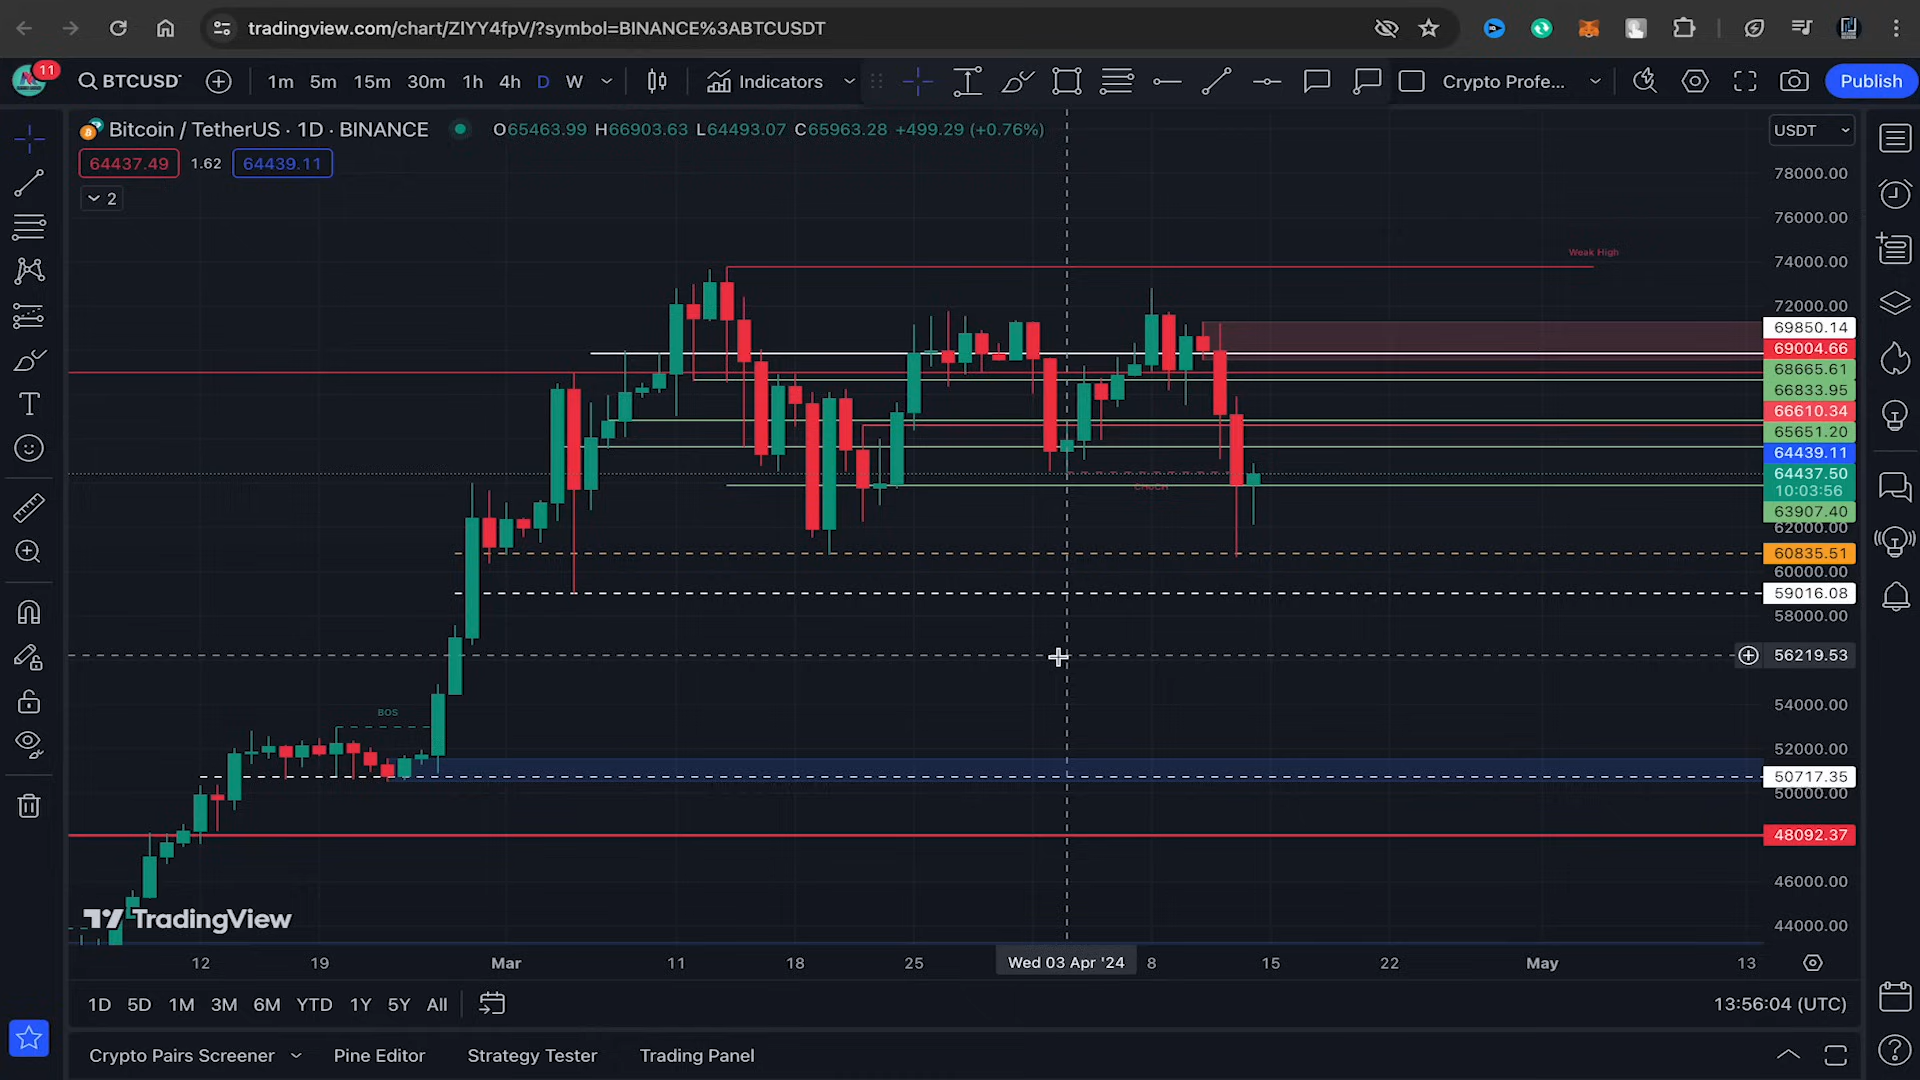 tradingview.com/chart/ZIYY4fpV/?symbol=BINANCE%3ABTCUSDT
11
BTCUSD
1m 5m 15m 30m 1h 4h D W
Indicators
Crypto Profe...
Publish
Bitcoin / TetherUS · 1D · BINANCE
O65463.99 H66903.63 L64493.07 C65963.28 +499.29 (+0.76%)
USDT
64437.49 1.62 64439.11
2
78000.00
76000.00
Weak High
74000.00
72000.00
69850.14
69004.66
68665.61
66833.95
66610.34
65651.20
64439.11
64437.50
10:03:56
CHoCH
63907.40
62000.00
60835.51
60000.00
59016.08
58000.00
56219.53
BOS
54000.00
52000.00
50717.35
50000.00
48092.37
46000.00
TradingView
44000.00
12 19 Mar 11 18 25 Wed 03 Apr '24 8 15 22 May 13
1D 5D 1M 3M 6M YTD 1Y 5Y All
13:56:04 (UTC)
Crypto Pairs Screener Pine Editor Strategy Tester Trading Panel